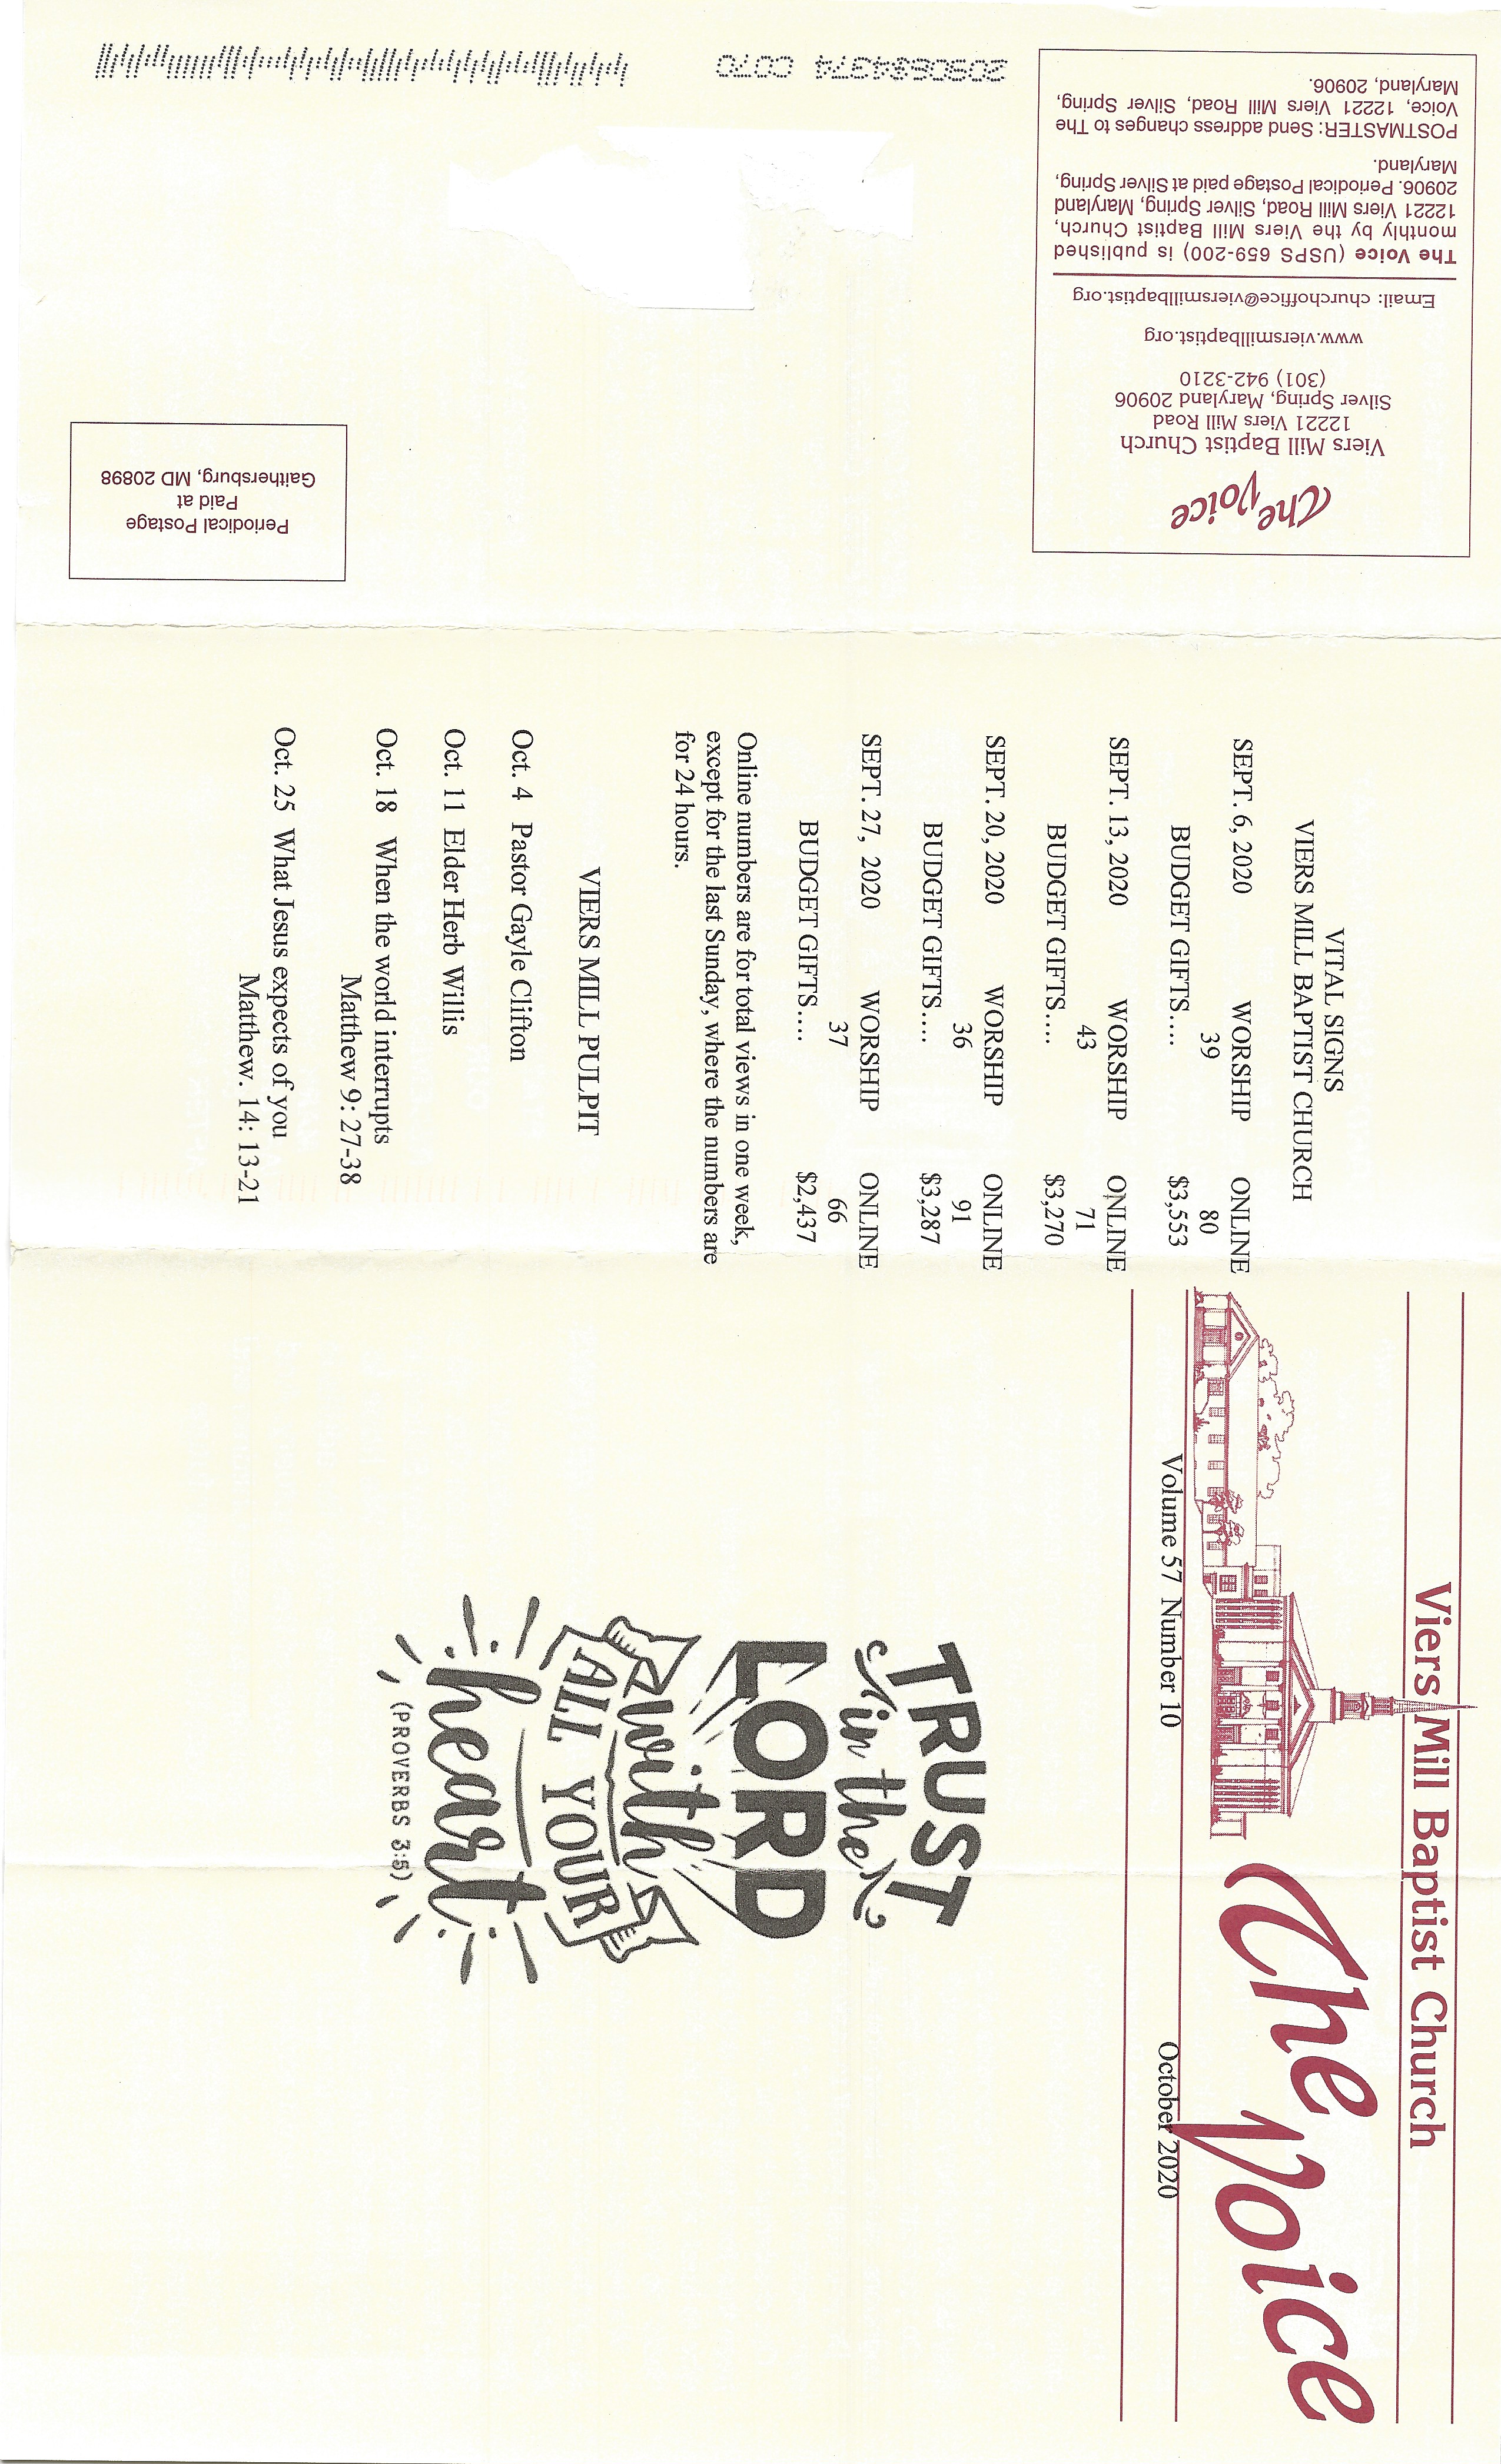 Viers Mill Baptist Church
The Voice
Volume 57 Number 10 October 2020
TRUST
in the
LORD
with
ALL YOUR
heart
(PROVERBS 3:5)
VITAL SIGNS
VIERS MILL BAPTIST CHURCH
SEPT. 6, 2020 WORSHIP ONLINE
39 80
BUDGET GIFTS.... $3,553
SEPT. 13, 2020 WORSHIP ONLINE
43 71
BUDGET GIFTS.... $3,270
SEPT. 20, 2020 WORSHIP ONLINE
36 91
BUDGET GIFTS.... $3,287
SEPT. 27, 2020 WORSHIP ONLINE
37 66
BUDGET GIFTS.... $2,437
Online numbers are for total views in one week,
except for the last Sunday, where the numbers are
for 24 hours.
VIERS MILL PULPIT
Oct. 4 Pastor Gayle Clifton
Oct. 11 Elder Herb Willis
Oct. 18 When the world interrupts
Matthew 9: 27-38
Oct. 25 What Jesus expects of you
Matthew. 14: 13-21
The Voice
Viers Mill Baptist Church
12221 Viers Mill Road
Silver Spring, Maryland 20906
(301) 942-3210
www.viersmillbaptist.org
Email: churchoffice@viersmillbaptist.org
The Voice (USPS 659-200) is published
monthly by the Viers Mill Baptist Church,
12221 Viers Mill Road, Silver Spring, Maryland
20906. Periodical Postage paid at Silver Spring,
Maryland.
POSTMASTER: Send address changes to The
Voice, 12221 Viers Mill Road, Silver Spring,
Maryland, 20906.
Periodical Postage
Paid at
Gaithersburg, MD 20898
C070